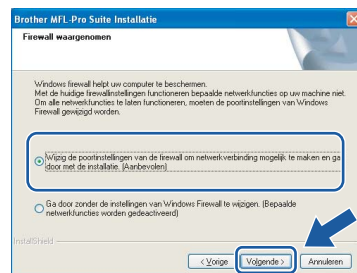 Brother MFL-Pro Suite Installatie
Firewall waargenomen
Windows firewall helpt uw computer te beschermen.
Met de huidige firewallinstellingen functioneren bepaalde netwerkfuncties op uw machine niet.
Om alle netwerkfuncties te laten functioneren, moeten de poortinstellingen van Windows
Firewall gewijzigd worden.
Wijzig de poortinstellingen van de firewall om netwerkverbinding mogelijk te maken en ga
door met de installatie. (Aanbevolen)
Ga door zonder de instellingen van Windows Firewall te wijzigen. (Bepaalde
netwerkfuncties worden gedeactiveerd)
InstallShield
< Vorige
Volgende >
Annuleren